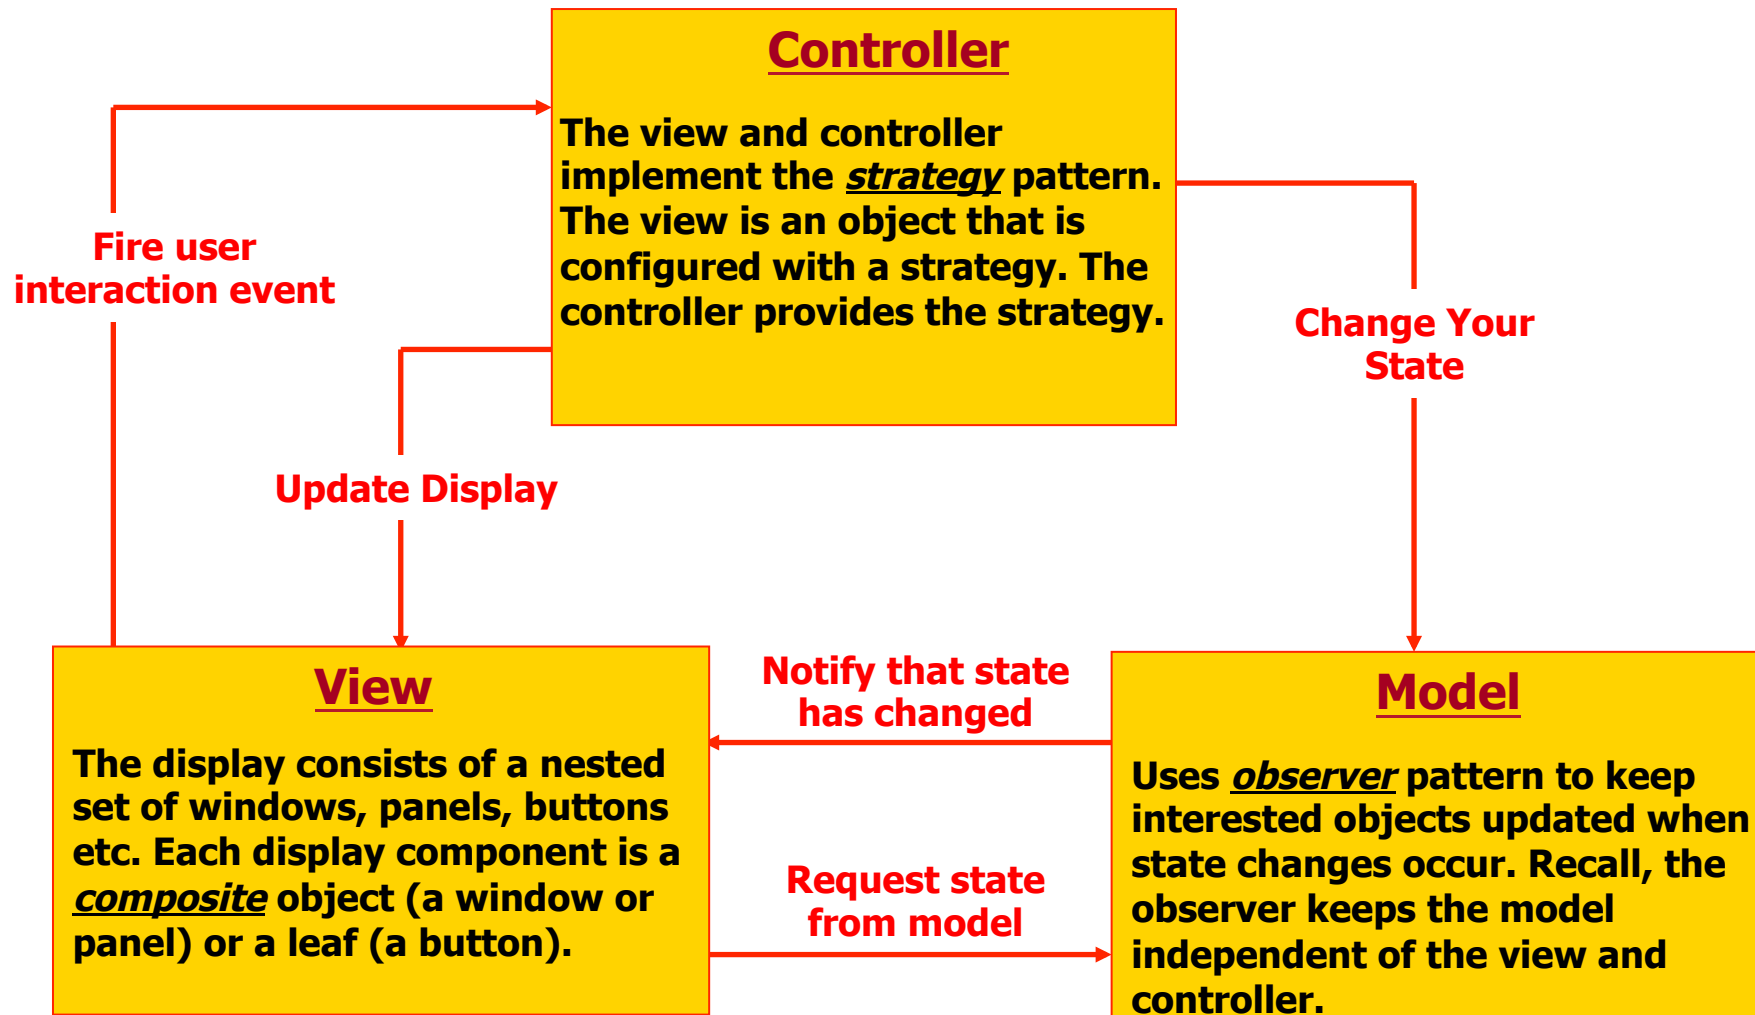 Controller
The view and controller
implement the strategy pattern.
The view is an object that is
configured with a strategy. The
controller provides the strategy.
Fire user
interaction event
Change Your
State
Update Display
View
The display consists of a nested
set of windows, panels, buttons
etc. Each display component is a
composite object (a window or
panel) or a leaf (a button).
Notify that state
has changed
Request state
from model
Model
Uses observer pattern to keep
interested objects updated when
state changes occur. Recall, the
observer keeps the model
independent of the view and
controller.